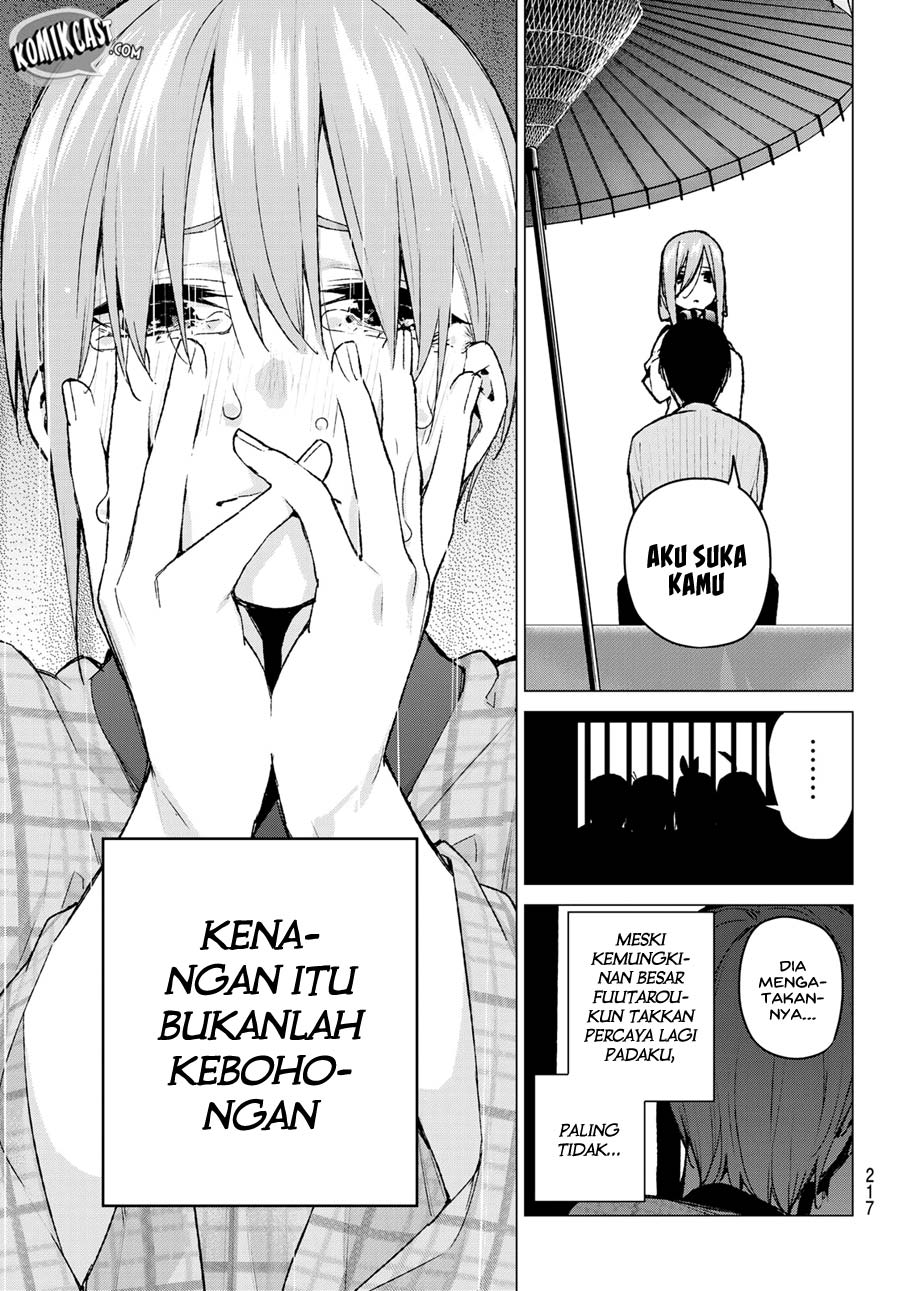 KOMIKCAST
.COM
AKU SUKA
KAMU
.........
DIA
MENGA-
TAKAN-
NYA...
MESKI
KEMUNGKI-
NAN BESAR
FUUTAROU-
KUN TAKKAN
PERCAYA LAGI
PADAKU,
PALING
TIDAK...
KENA-
NGAN ITU
BUKANLAH
KEBOHO-
NGAN
217